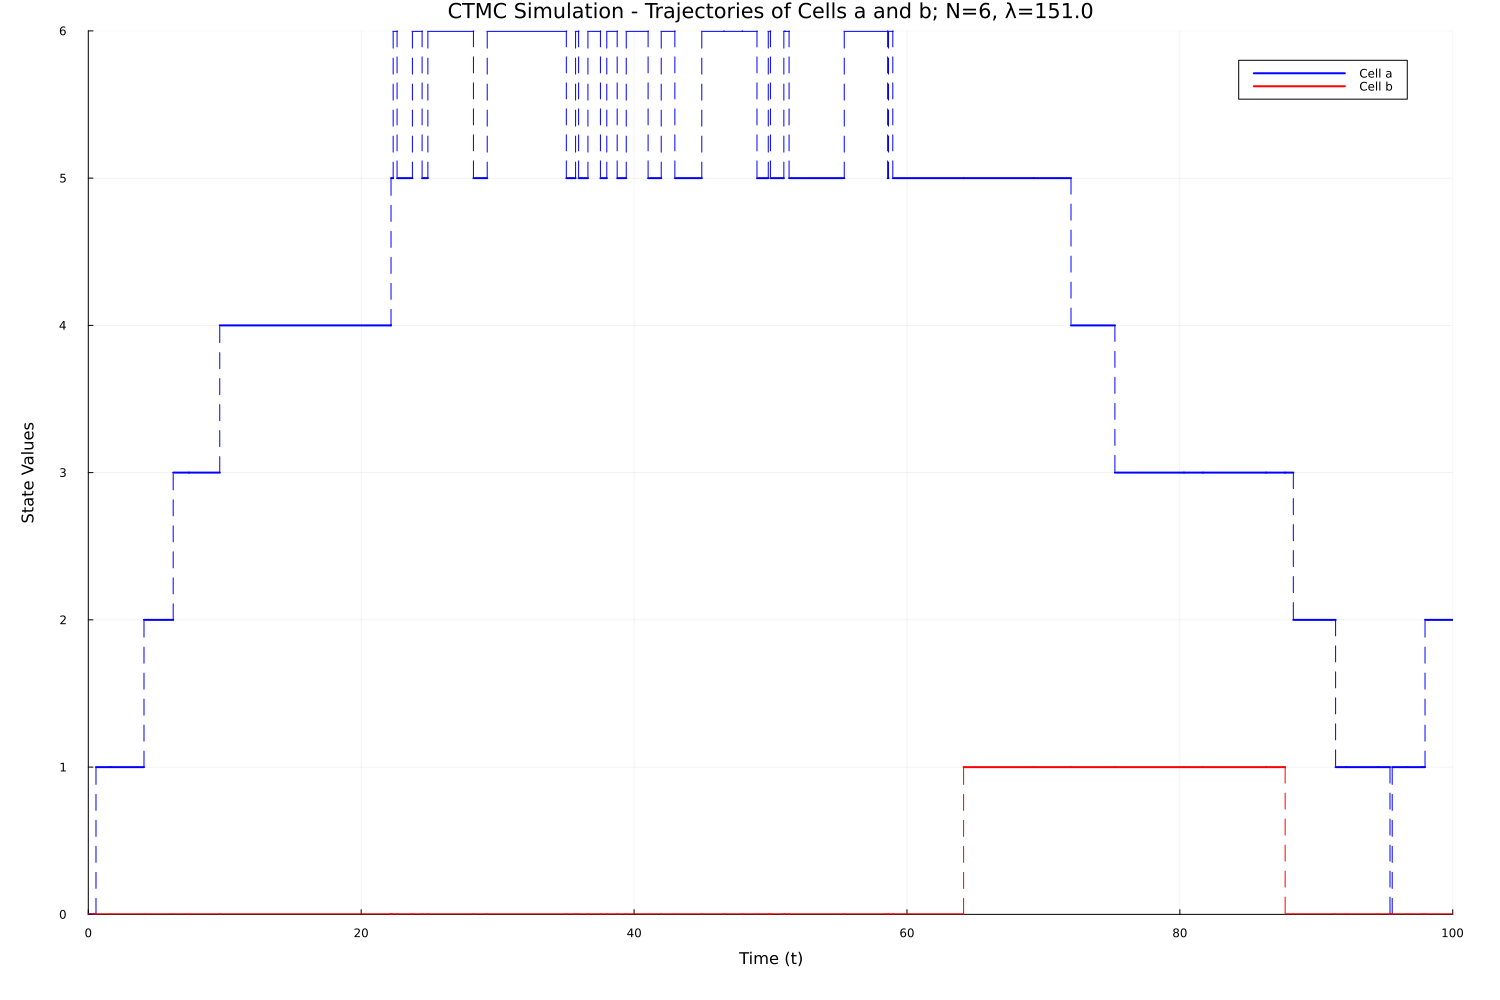 CTMC Simulation - Trajectories of Cells a and b; N=6, λ=151.0
Cell a
Cell b
State Values
6
5
4
3
2
1
0
0 20 40 60 80 100
Time (t)